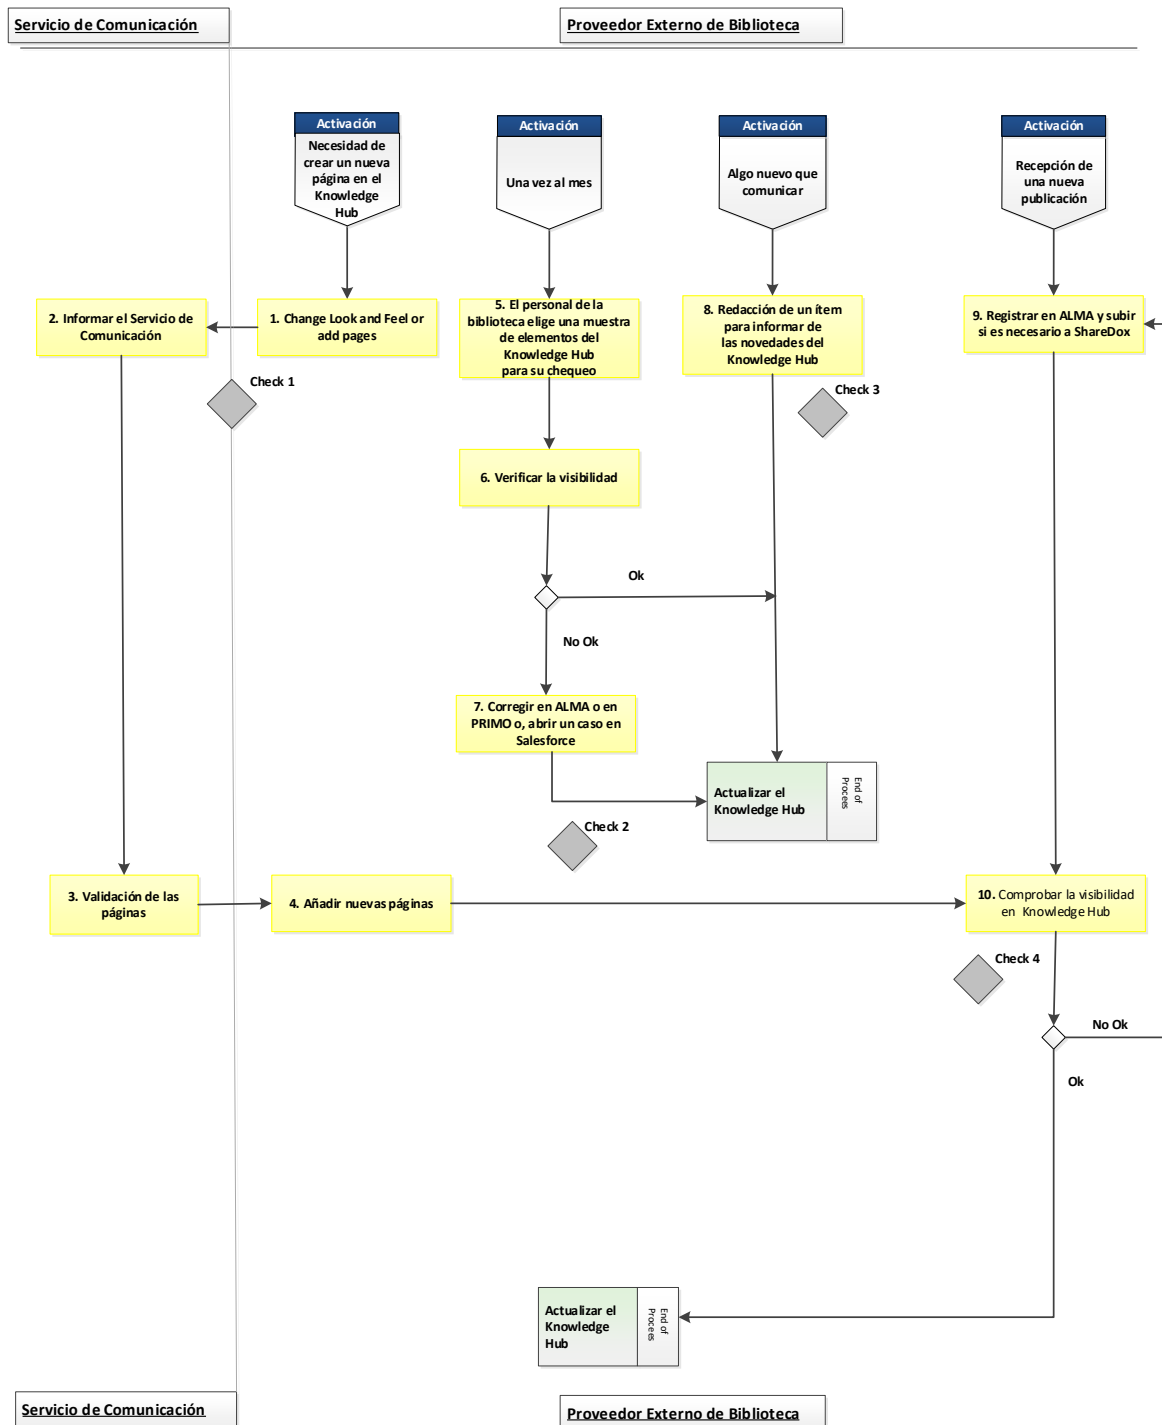 Servicio de Comunicación
Proveedor Externo de Biblioteca
Activación
Necesidad de
crear un nueva
página en el
Knowledge
Hub
Activación
Una vez al mes
Activación
Algo nuevo que
comunicar
Activación
Recepción de
una nueva
publicación
2. Informar el Servicio de
Comunicación
1. Change Look and Feel or
add pages
5. El personal de la
biblioteca elige una muestra
de elementos del
Knowledge Hub
para su chequeo
8. Redacción de un ítem
para informar de
las novedades del
Knowledge Hub
9. Registrar en ALMA y subir
si es necesario a ShareDox
Check 1
Check 3
6. Verificar la visibilidad
Ok
No Ok
7. Corregir en ALMA o en
PRIMO o, abrir un caso en
Salesforce
Actualizar el
Knowledge Hub
End of
Procees
Check 2
3. Validación de las
páginas
4. Añadir nuevas páginas
10. Comprobar la visibilidad
en Knowledge Hub
Check 4
No Ok
Ok
Actualizar el
Knowledge
Hub
End of
Procees
Servicio de Comunicación
Proveedor Externo de Biblioteca